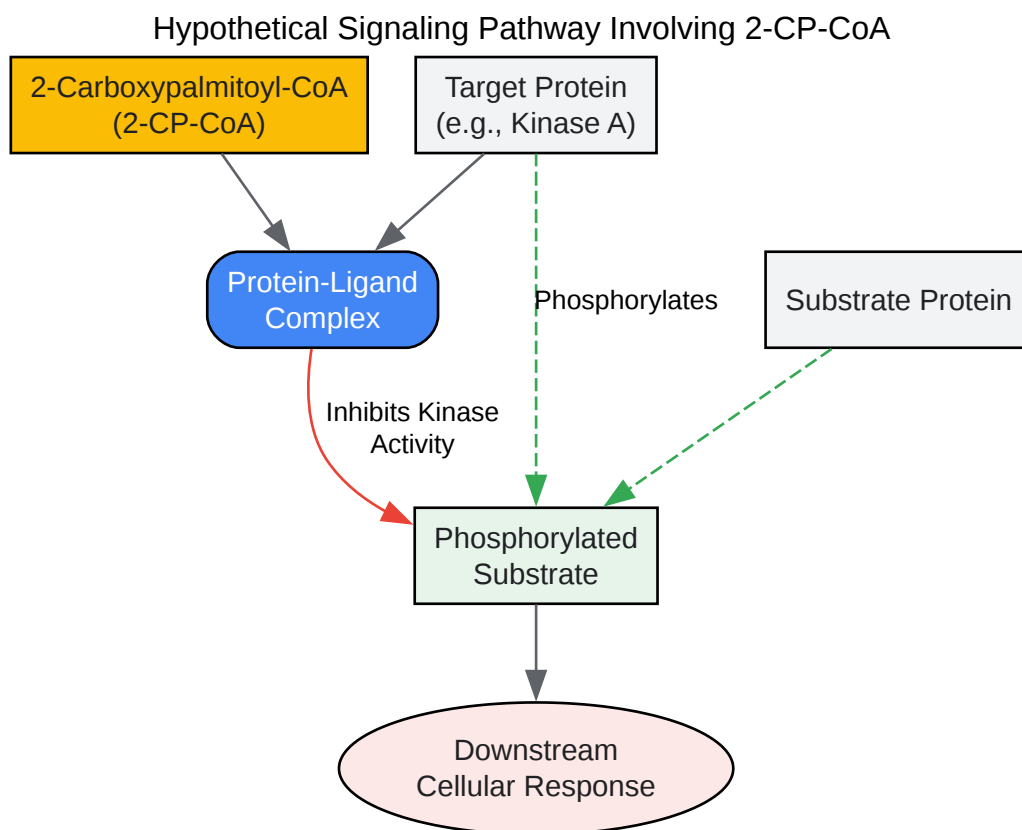 Hypothetical Signaling Pathway Involving 2-CP-CoA
2-Carboxypalmitoyl-CoA
(2-CP-CoA)
Target Protein
(e.g., Kinase A)
Protein-Ligand
Complex
Phosphorylates
Substrate Protein
Inhibits Kinase
Activity
Phosphorylated
Substrate
Downstream
Cellular Response